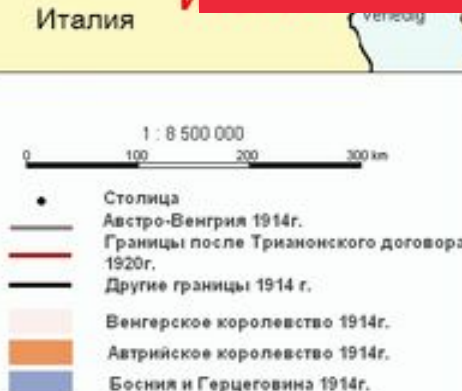 Италия
Venedig
1 : 8 500 000
0 100 200 300 km
Столица
Австро-Венгрия 1914г.
Границы после Трианонского договора
1920г.
Другие границы 1914 г.
Венгерское королевство 1914г.
Автрийское королевство 1914г.
Босния и Герцеговина 1914г.